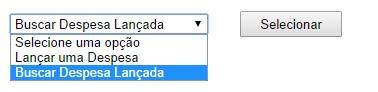 Buscar Despesa Lançada
Selecionar
Selecione uma opção
Lançar uma Despesa
Buscar Despesa Lançada